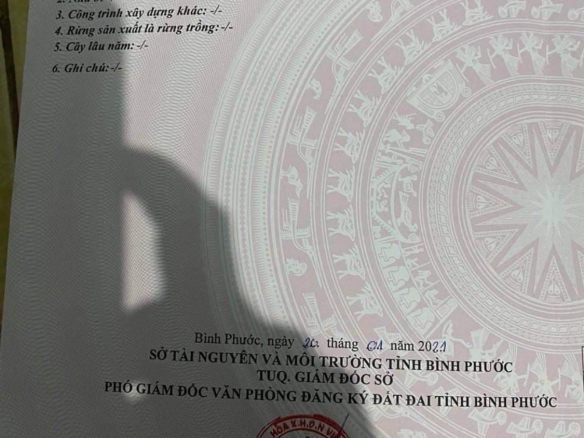 3. Công trình xây dựng khác: -/-
4. Rừng sản xuất là rừng trồng: -/-
5. Cây lâu năm: -/-
6. Ghi chú: -/-
Bình Phước, ngày tháng 01 năm 2021
SỞ TÀI NGUYÊN VÀ MÔI TRƯỜNG TỈNH BÌNH PHƯỚC
TUQ. GIÁM ĐỐC SỞ
PHÓ GIÁM ĐỐC VĂN PHÒNG ĐĂNG KÝ ĐẤT ĐAI TỈNH BÌNH PHƯỚC